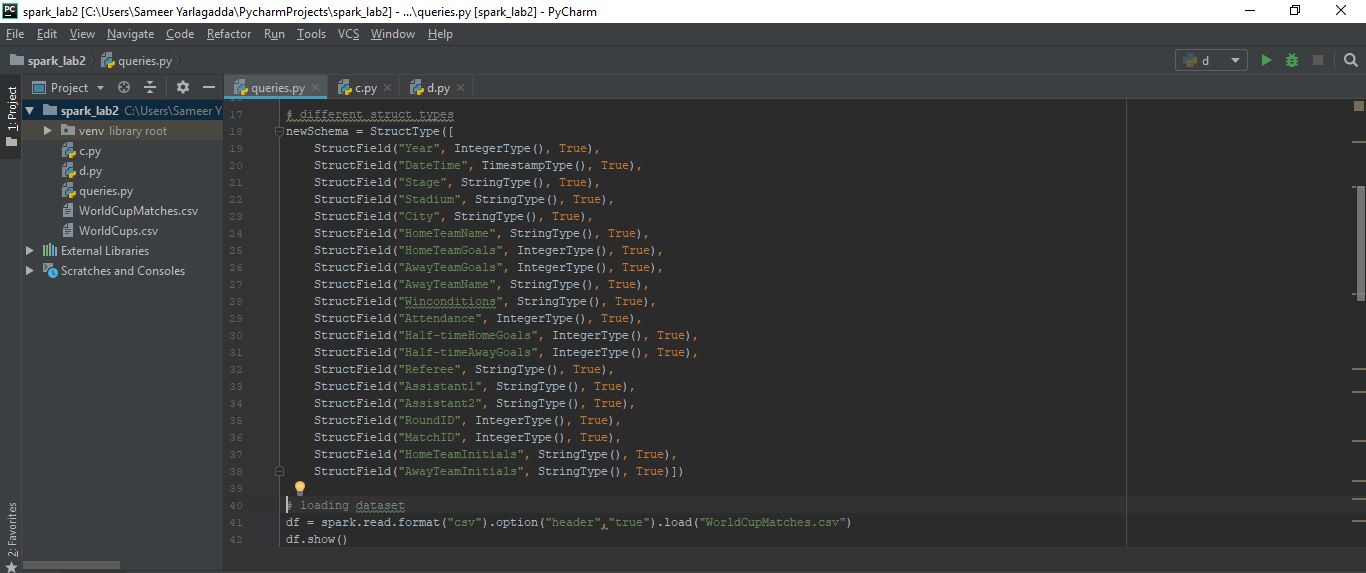 spark_lab2 [C:\Users\Sameer Yarlagadda\PycharmProjects\spark_lab2] - ...\queries.py [spark_lab2] - PyCharm
File Edit View Navigate Code Refactor Run Tools VCS Window Help
spark_lab2 queries.py d
Project queries.py c.py d.py
1: Project
spark_lab2 C:\Users\Sameer Y
venv library root
c.py
d.py
queries.py
WorldCupMatches.csv
WorldCups.csv
External Libraries
Scratches and Consoles
2: Favorites
17 # different struct types
18 newSchema = StructType([
19 StructField("Year", IntegerType(), True),
20 StructField("DateTime", TimestampType(), True),
21 StructField("Stage", StringType(), True),
22 StructField("Stadium", StringType(), True),
23 StructField("City", StringType(), True),
24 StructField("HomeTeamName", StringType(), True),
25 StructField("HomeTeamGoals", IntegerType(), True),
26 StructField("AwayTeamGoals", IntegerType(), True),
27 StructField("AwayTeamName", StringType(), True),
28 StructField("Winconditions", StringType(), True),
29 StructField("Attendance", IntegerType(), True),
30 StructField("Half-timeHomeGoals", IntegerType(), True),
31 StructField("Half-timeAwayGoals", IntegerType(), True),
32 StructField("Referee", StringType(), True),
33 StructField("Assistant1", StringType(), True),
34 StructField("Assistant2", StringType(), True),
35 StructField("RoundID", IntegerType(), True),
36 StructField("MatchID", IntegerType(), True),
37 StructField("HomeTeamInitials", StringType(), True),
38 StructField("AwayTeamInitials", StringType(), True)])
39
40 # loading dataset
41 df = spark.read.format("csv").option("header","true").load("WorldCupMatches.csv")
42 df.show()